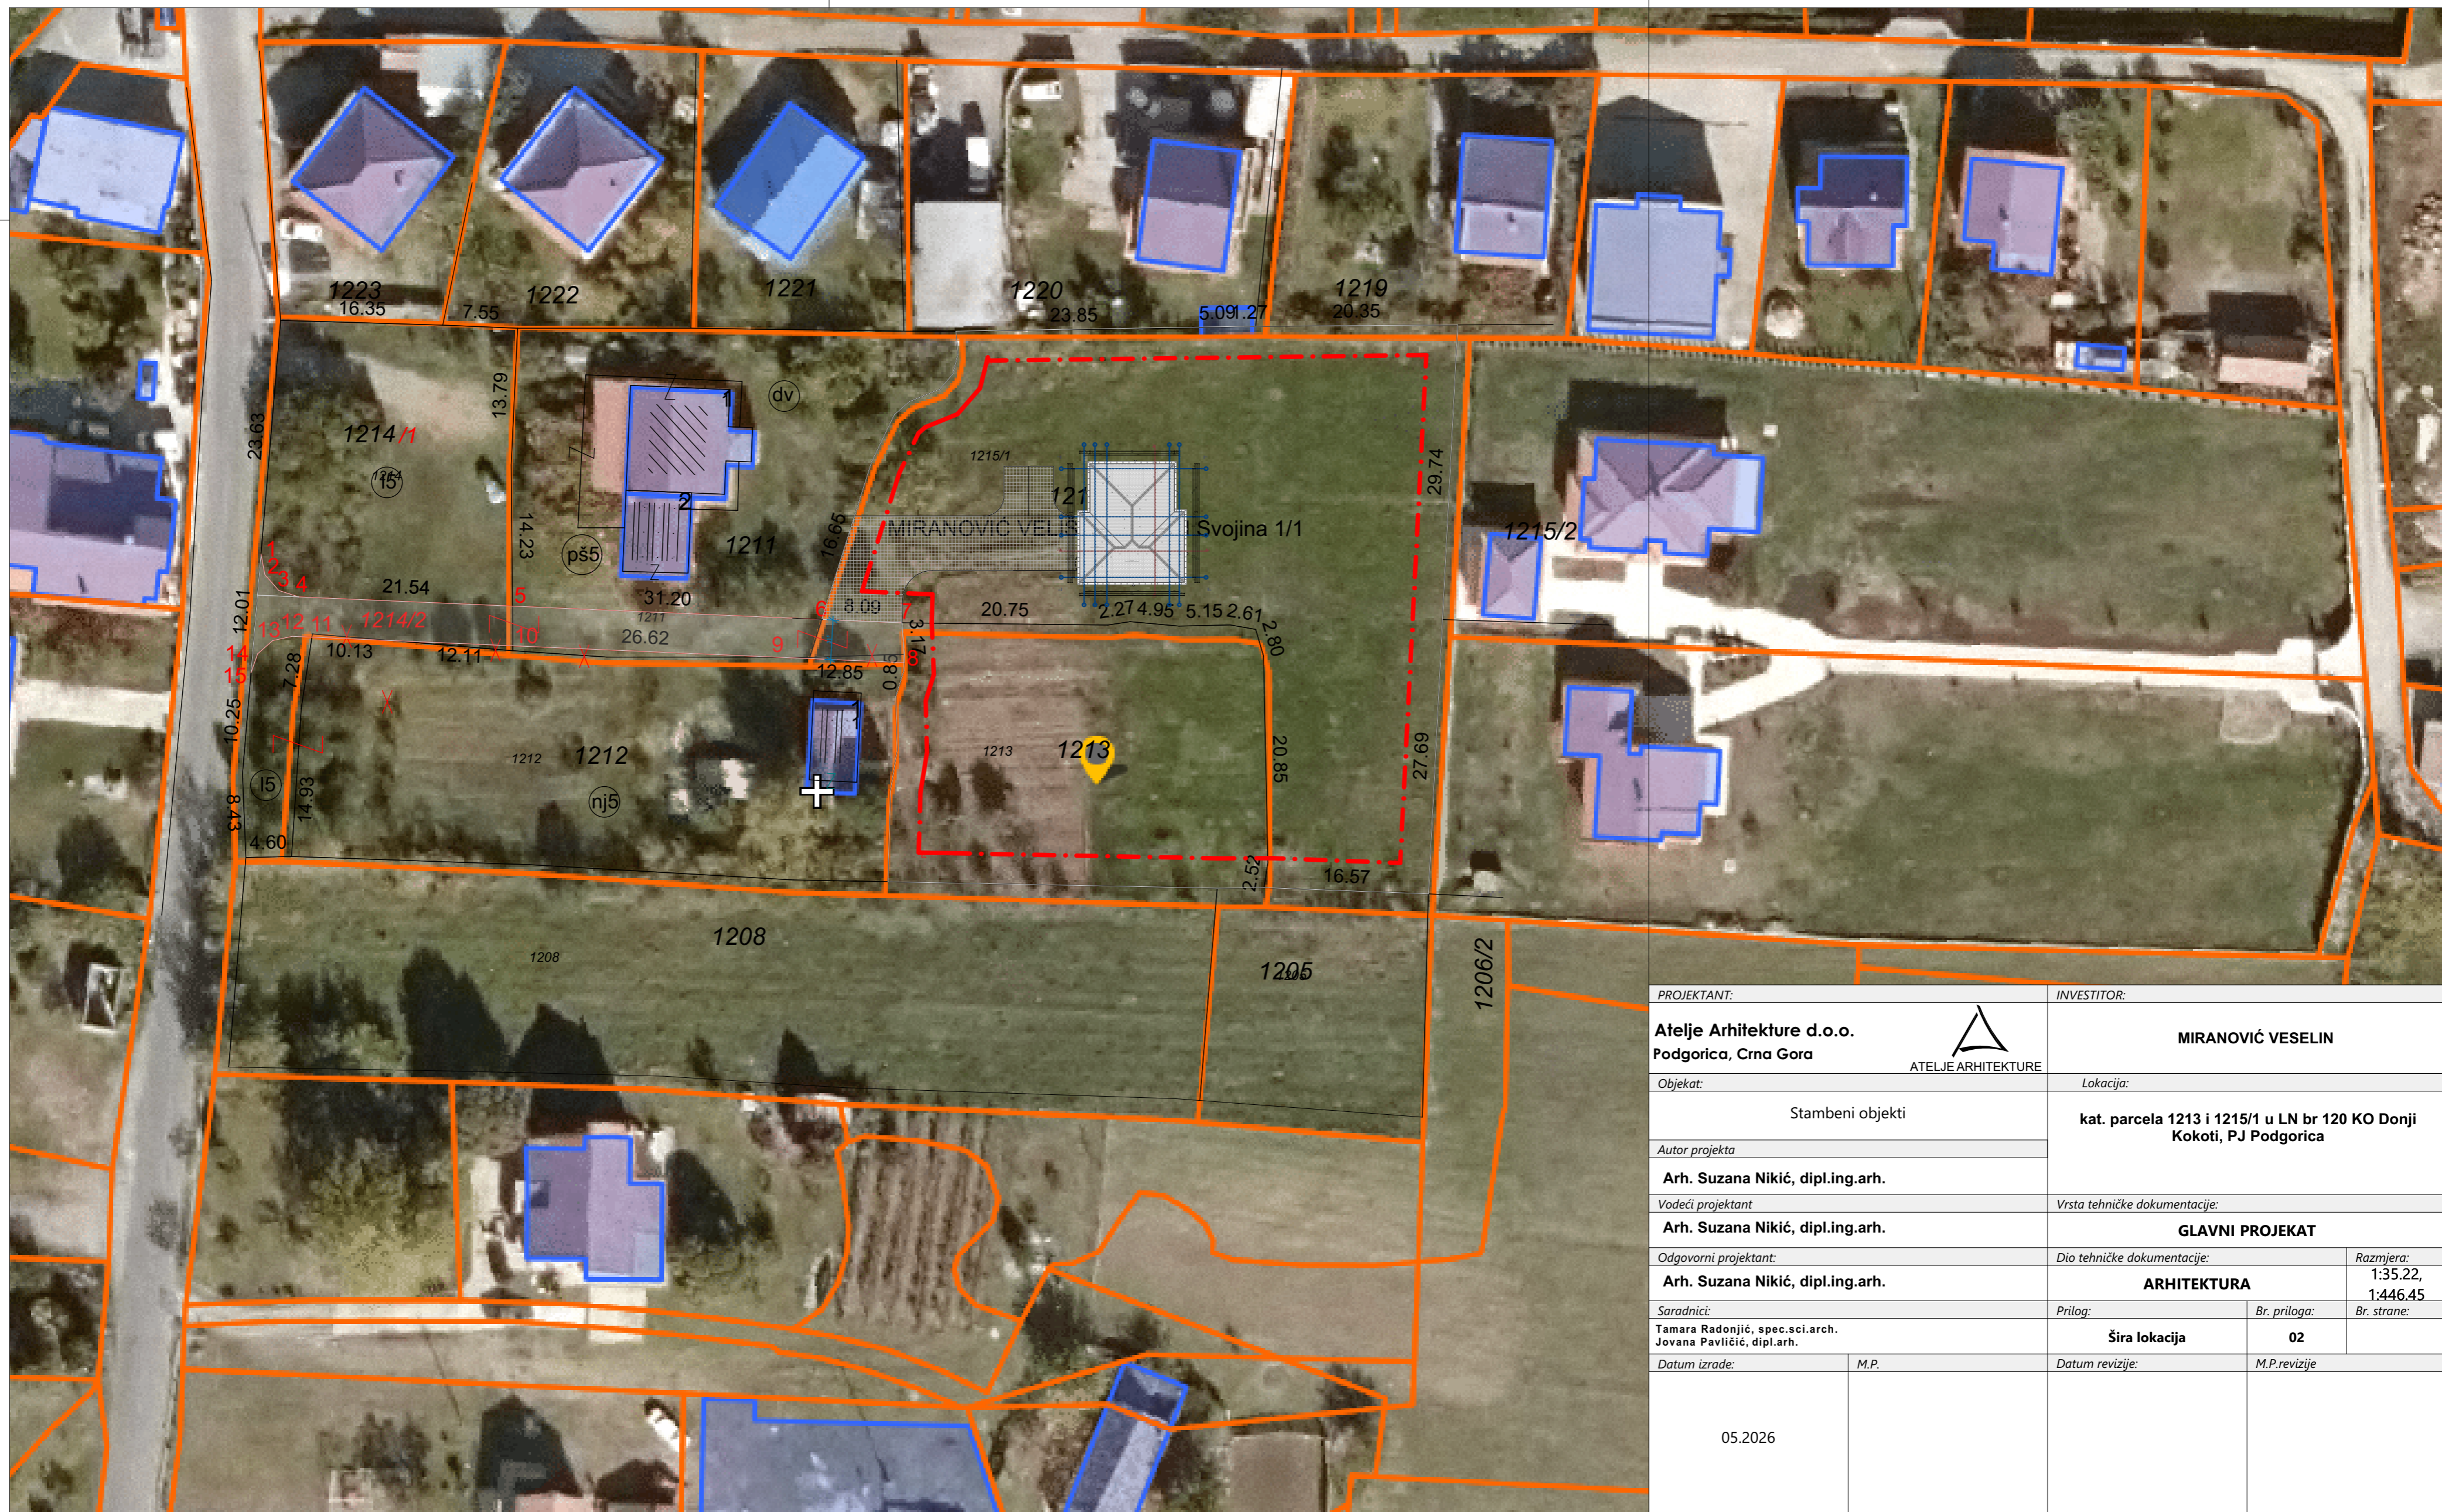 1223
16.35
7.55
1222
1221
1220
23.85
5.09
1.27
1219
20.35
23.63
13.79
dv
1
1214/1
1214
l5
1215/1
29.74
2
121
14.23
pš5
1211
16.65
MIRANOVIĆ VELIS
Svojina 1/1
1215/2
1
2
3
4
21.54
5
31.20
6
8.09
7
20.75
2.27
4.95
5.15
2.61
2.80
12.01
13
12
11
1214/2
10
1211
26.62
9
3.17
8
14
15
7.28
10.13
12.11
12.85
0.85
10.25
1212
1212
1
1213
1213
20.85
27.69
l5
nj5
8.43
14.93
4.60
2.52
16.57
1208
1208
1205
1205
1206/2
PROJEKTANT:
INVESTITOR:
Atelje Arhitekture d.o.o.
Podgorica, Crna Gora
ATELJE ARHITEKTURE
MIRANOVIĆ VESELIN
Objekat:
Lokacija:
Stambeni objekti
kat. parcela 1213 i 1215/1 u LN br 120 KO Donji
Kokoti, PJ Podgorica
Autor projekta
Arh. Suzana Nikić, dipl.ing.arh.
Vodeći projektant
Vrsta tehničke dokumentacije:
Arh. Suzana Nikić, dipl.ing.arh.
GLAVNI PROJEKAT
Odgovorni projektant:
Dio tehničke dokumentacije:
Razmjera:
Arh. Suzana Nikić, dipl.ing.arh.
ARHITEKTURA
1:35.22,
1:446.45
Saradnici:
Prilog:
Br. priloga:
Br. strane:
Tamara Radonjić, spec.sci.arch.
Jovana Pavličić, dipl.arh.
Šira lokacija
02
Datum izrade:
M.P.
Datum revizije:
M.P.revizije
05.2026